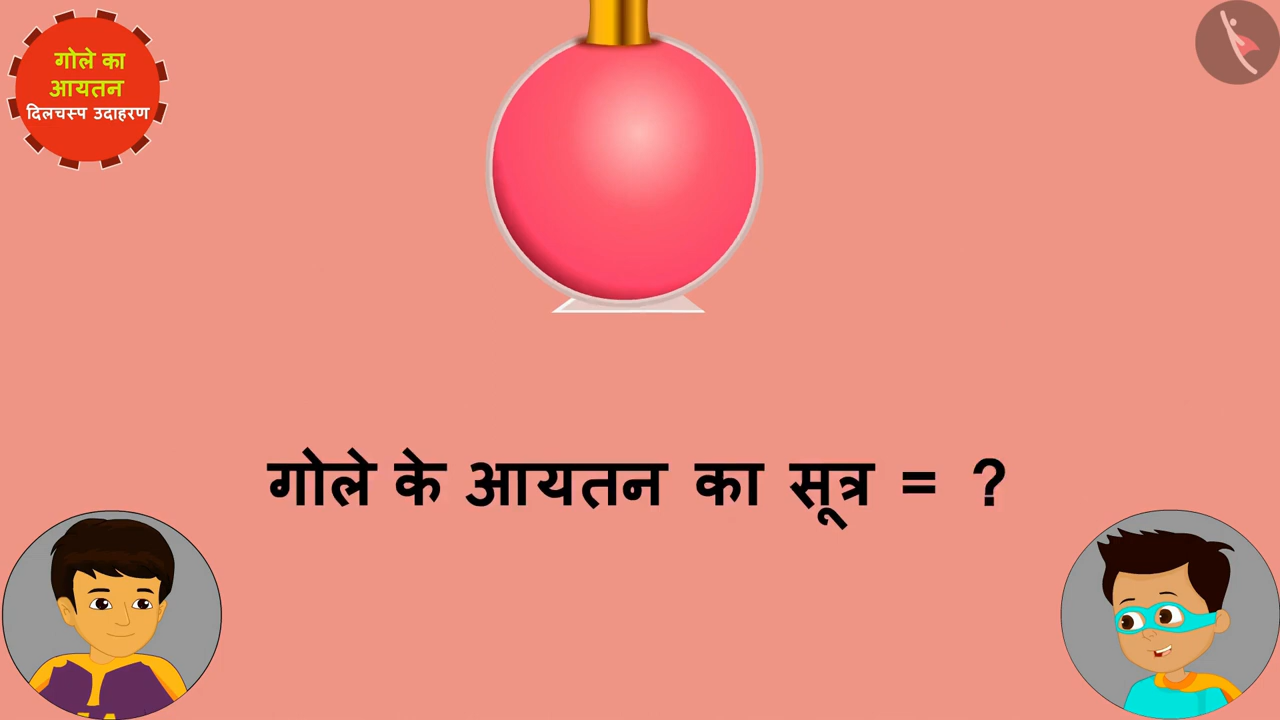 गोले का
आयतन
दिलचस्प उदाहरण
गोले के आयतन का सूत्र = ?